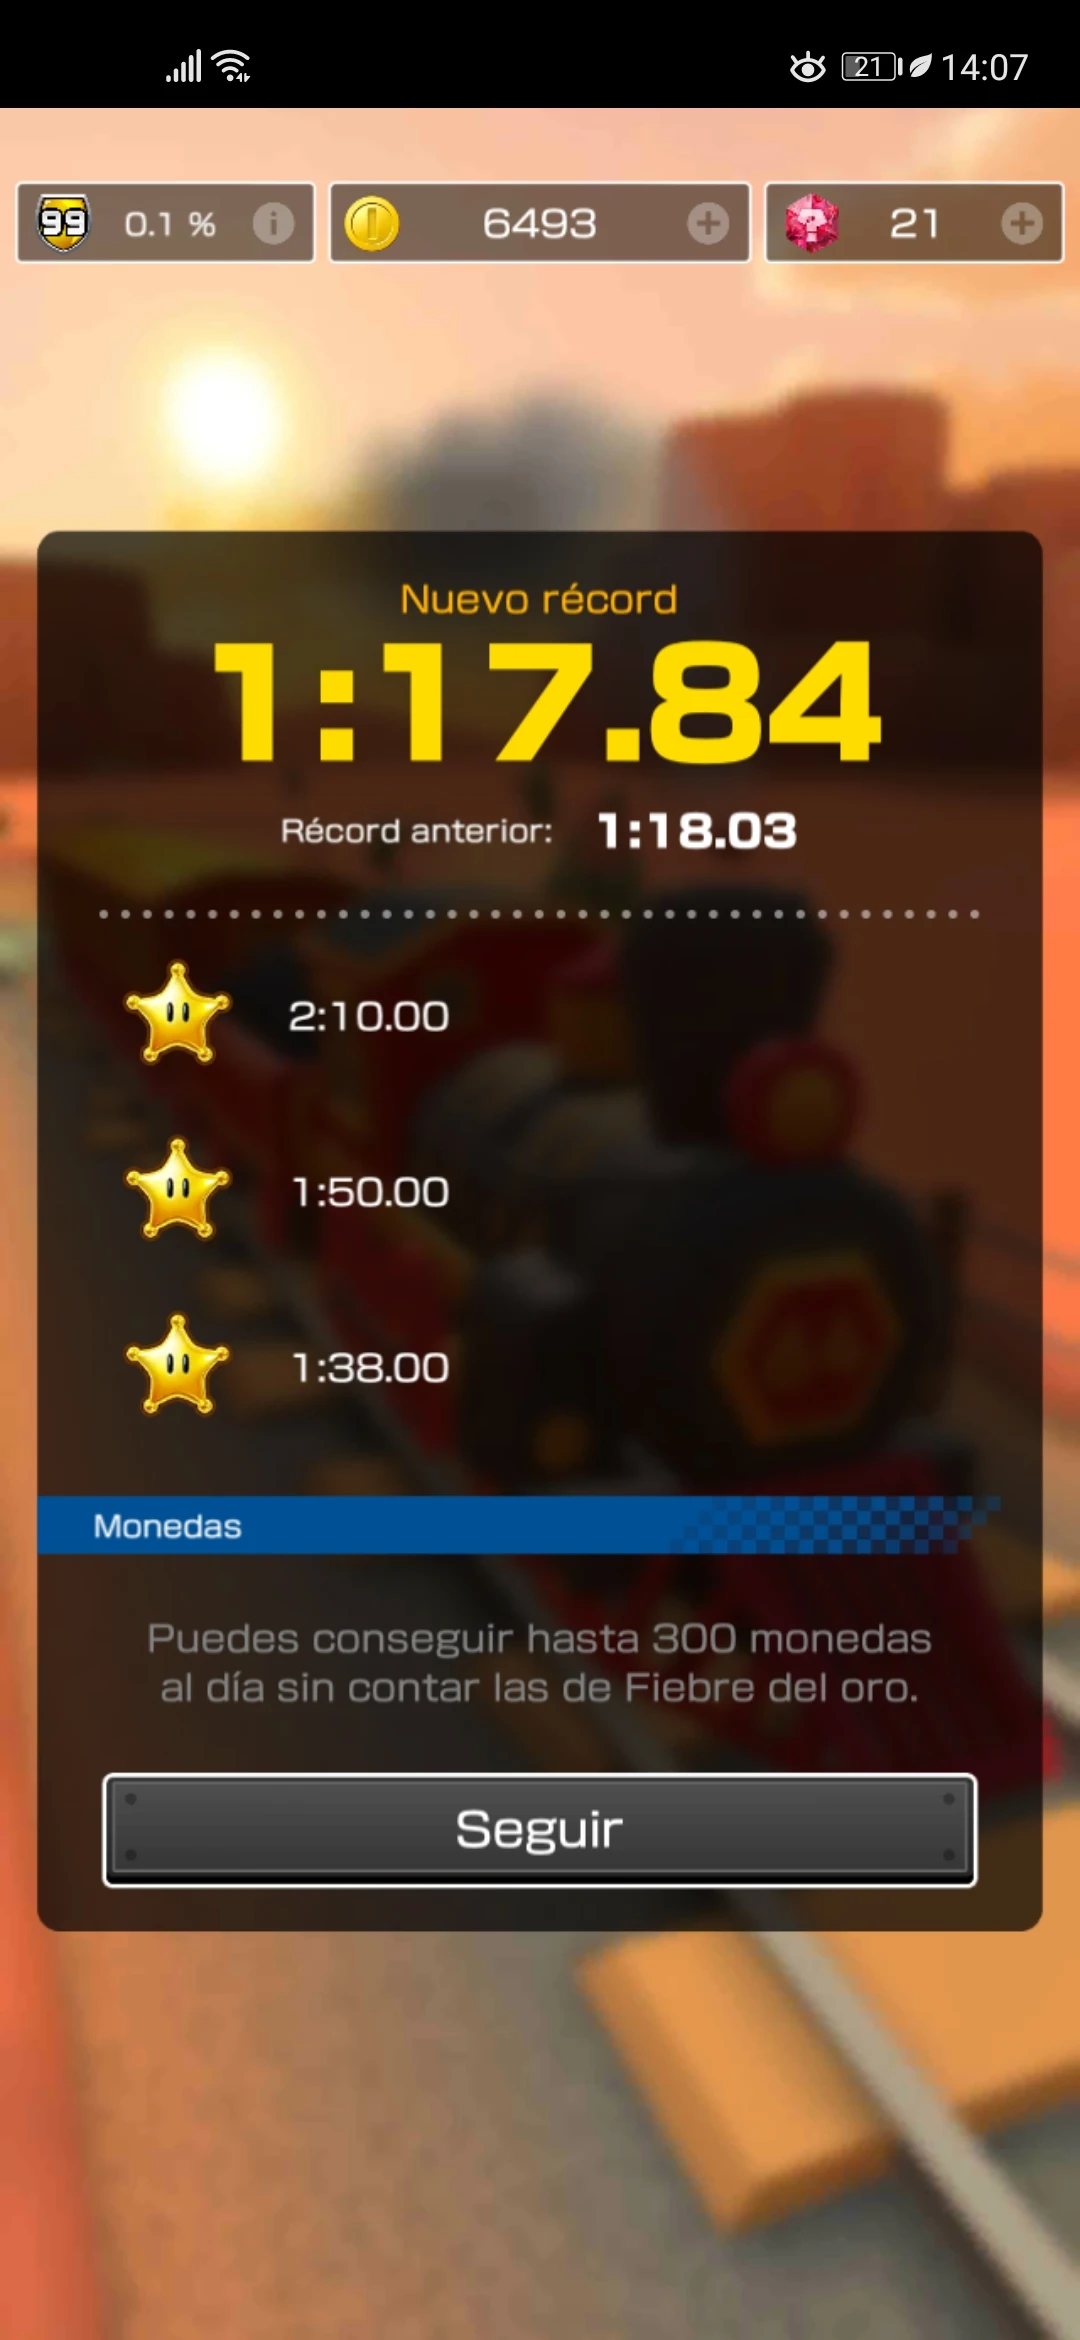 21 14:07
99 0.1 % i 6493 + 21 +
Nuevo récord
1:17.84
Récord anterior: 1:18.03
2:10.00
1:50.00
1:38.00
Monedas
Puedes conseguir hasta 300 monedas
al día sin contar las de Fiebre del oro.
Seguir